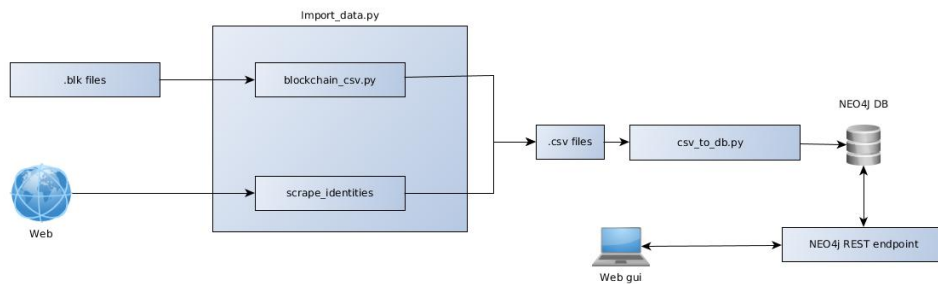 Import_data.py
.blk files
blockchain_csv.py
NEO4J DB
.csv files
csv_to_db.py
scrape_identities
Web
NEO4j REST endpoint
Web gui